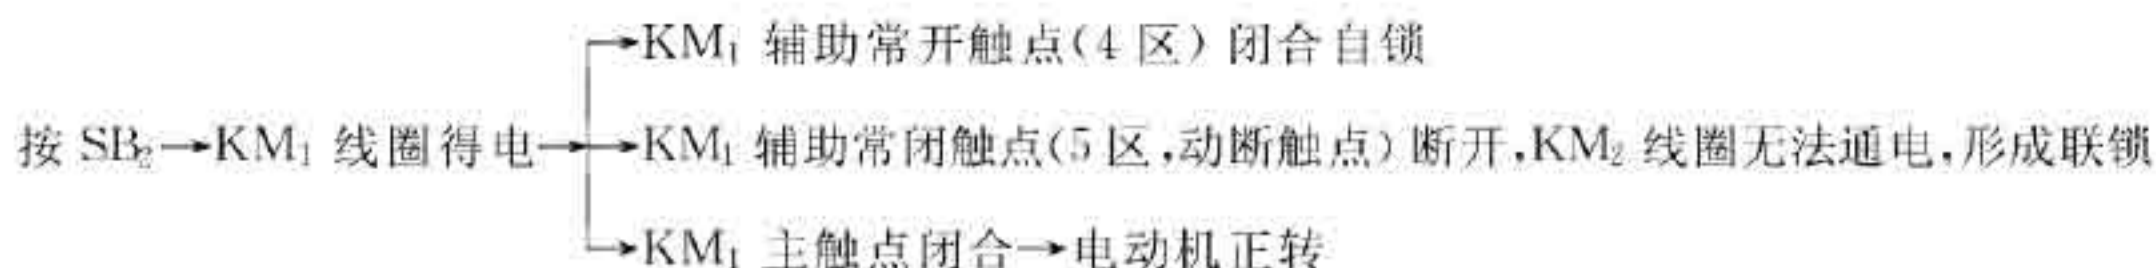 →KM₁ 辅助常开触点(4 区) 闭合自锁
按 SB₂→KM₁ 线圈得电→→KM₁ 辅助常闭触点(5 区,动断触点) 断开,KM₂ 线圈无法通电,形成联锁
→KM₁ 主触点闭合→电动机正转